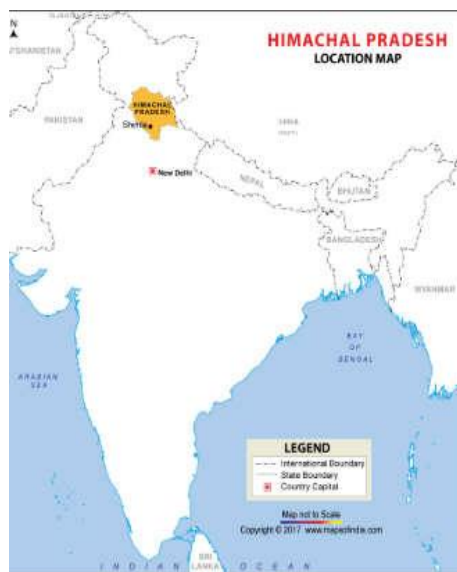 N
HIMACHAL PRADESH
LOCATION MAP
AFGHANISTAN
PAKISTAN
HIMACHAL
PRADESH
Shimla
New Delhi
NEPAL
BHUTAN
BANGLADESH
MYANMAR
ARABIAN
SEA
BAY
OF
BENGAL
LEGEND
International Boundary
State Boundary
Country Capital
Map not to Scale
Copyright © 2017 www.mapsofindia.com
SRI
LANKA
INDIAN OCEAN